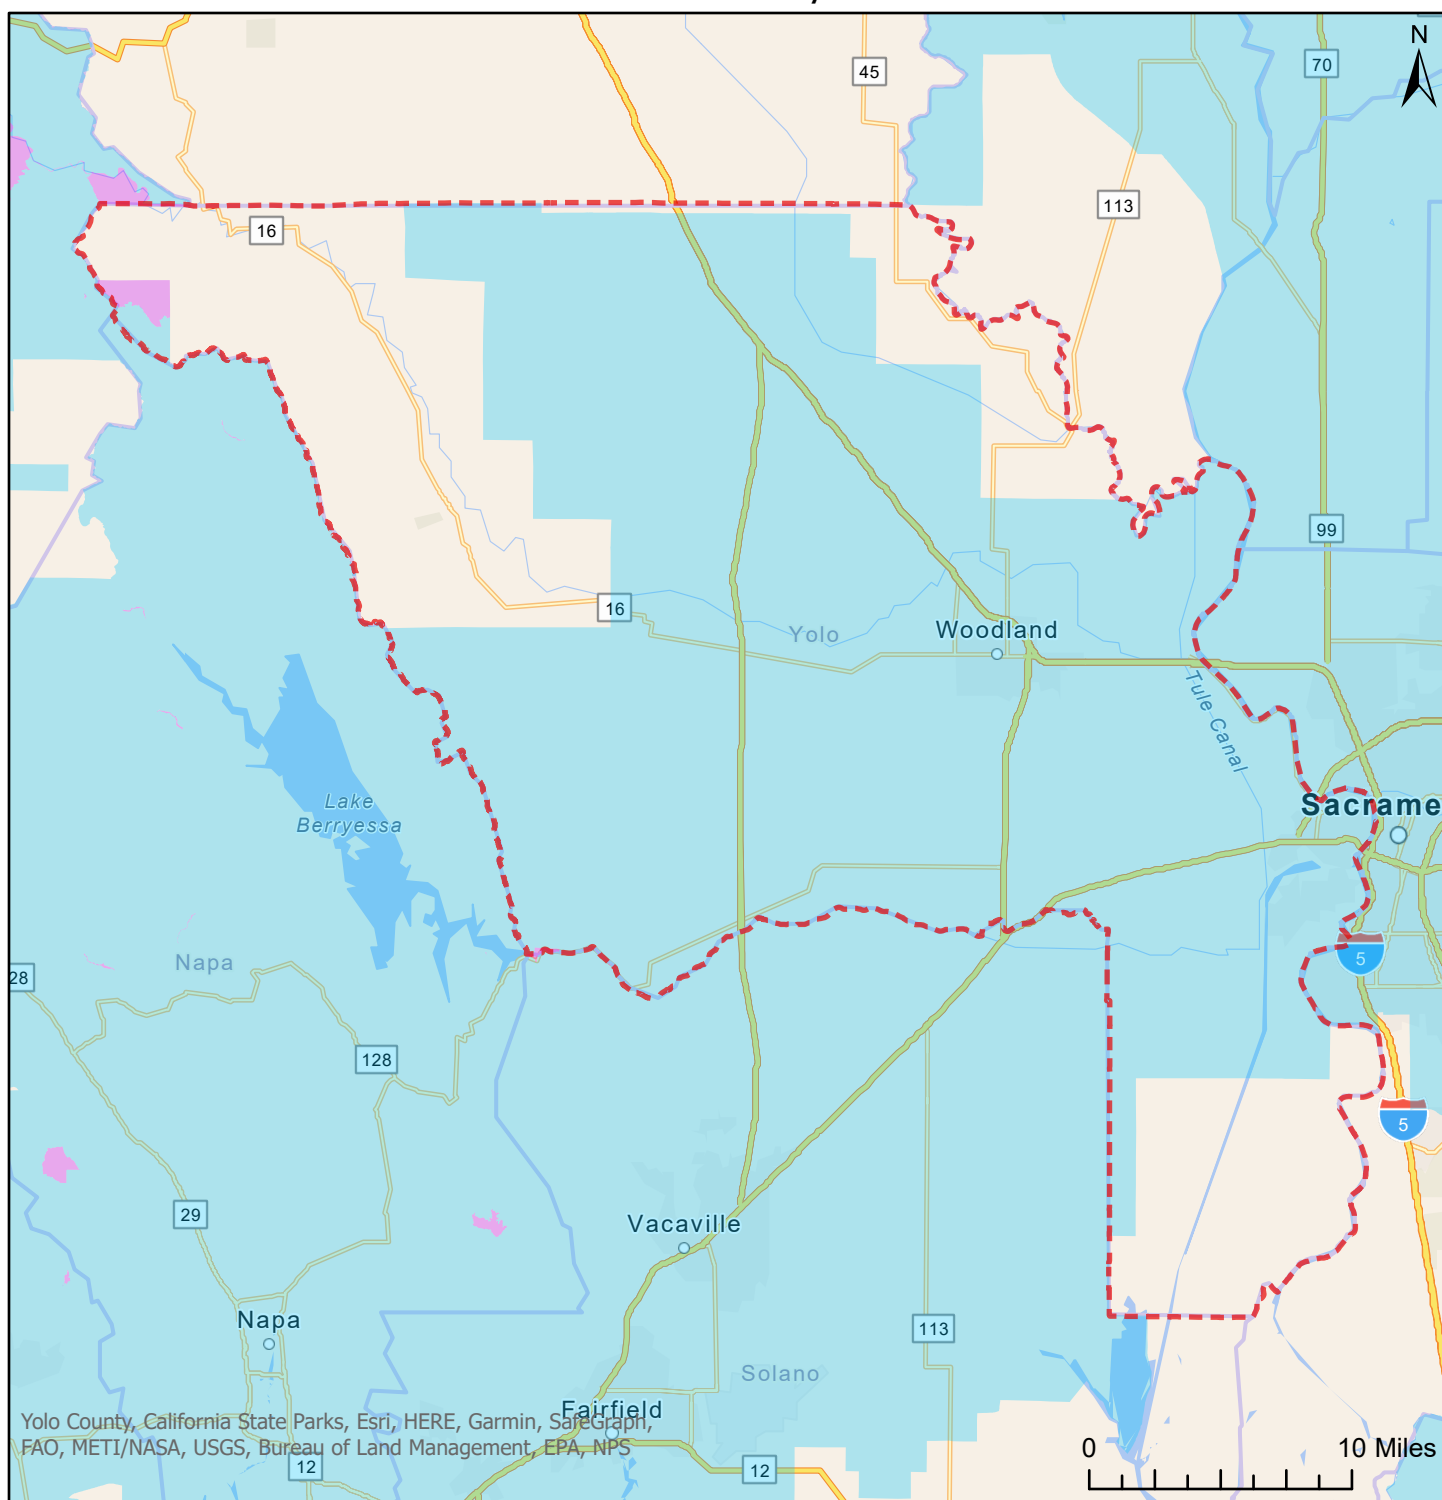 N
45
70
113
16
99
16
Yolo
Woodland
Tule Canal
Lake
Berryessa
Sacrame
5
Napa
28
128
5
29
Vacaville
Napa
113
Solano
Fairfield
Yolo County, California State Parks, Esri, HERE, Garmin, SafeGraph,
FAO, METI/NASA, USGS, Bureau of Land Management, EPA, NPS
12
12
0 10 Miles